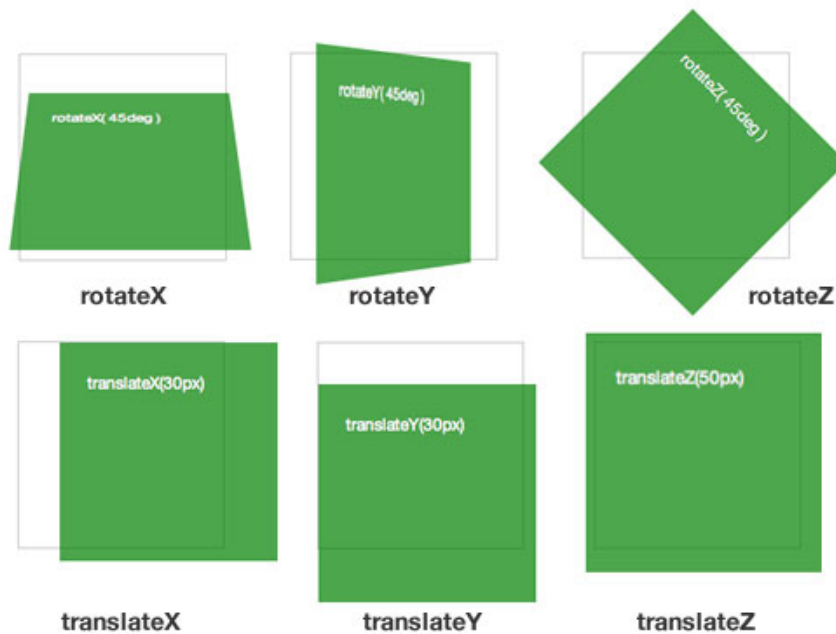 rotateX( 45deg )
rotateY( 45deg )
rotateZ( 45deg )
rotateX
rotateY
rotateZ
translateX(30px)
translateY(30px)
translateZ(50px)
translateX
translateY
translateZ